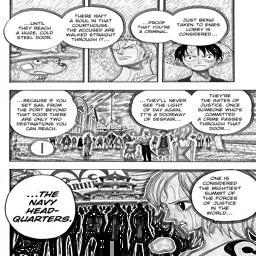 JUST BEING
TAKEN TO ENIES
LOBBY IS
CONSIDERED...
...PROOF
THAT YOU'RE
A CRIMINAL.
THERE ISN'T
A SOUL IN THAT
COURTHOUSE.
THE ACCUSED ARE
WALKED STRAIGHT
THROUGH IT...
...UNTIL
THEY REACH
A HUGE, COLD
STEEL DOOR.
THEY'RE
THE GATES OF
JUSTICE. ONCE
SOMEONE WHO'S
COMMITTED
A CRIME PASSES
THROUGH THAT
DOOR...
...THEY'LL NEVER
SEE THE LIGHT
OF DAY AGAIN.
IT'S A DOORWAY
OF DESPAIR...
...BECAUSE IF YOU
SET SAIL FROM
THE PORT BEYOND
THAT DOOR THERE
ARE ONLY TWO
DESTINATIONS YOU
CAN REACH.
ONE IS
CONSIDERED
THE MIGHTIEST
SUMMIT OF
THE FORCES
OF JUSTICE
IN THE
WORLD...
...THE
NAVY
HEAD-
QUARTERS.